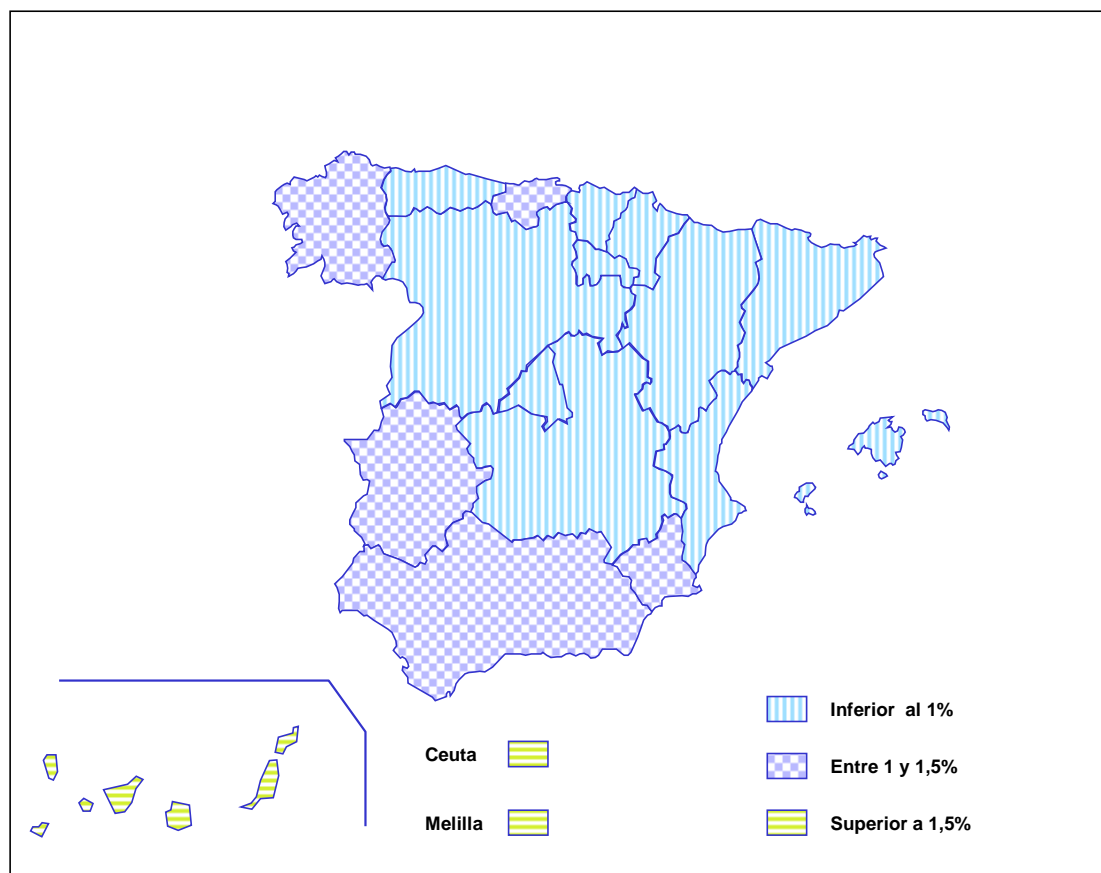 Inferior al 1%
Ceuta
Entre 1 y 1,5%
Melilla
Superior a 1,5%